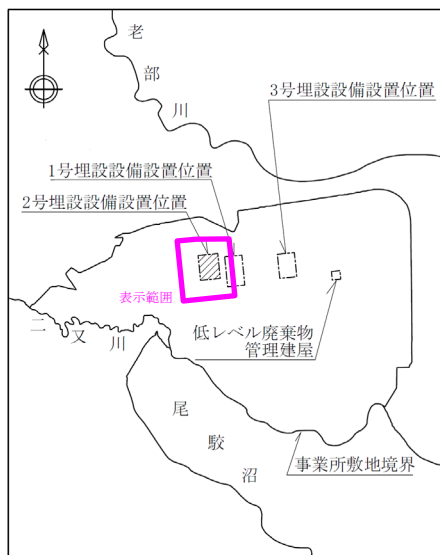 老部川
3号埋設設備設置位置
1号埋設設備設置位置
2号埋設設備設置位置
表示範囲
低レベル廃棄物
管理建屋
二又川
尾駮沼
事業所敷地境界